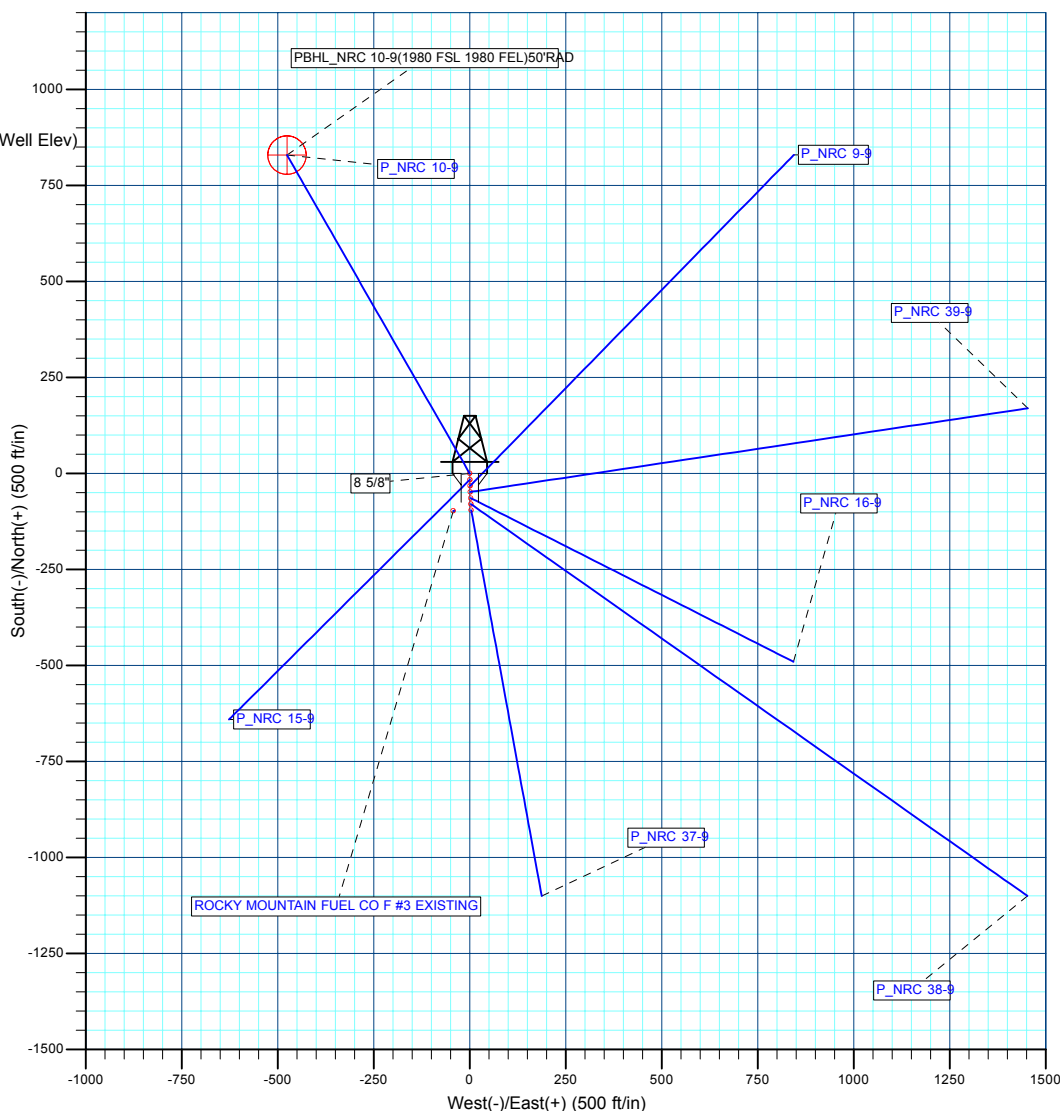 PBHL_NRC 10-9(1980 FSL 1980 FEL)50'RAD
1000
Well Elev)
P_NRC 10-9
P_NRC 9-9
750
500
P_NRC 39-9
250
0
8 5/8"
P_NRC 16-9
-250
South(-)/North(+) (500 ft/in)
-500
P_NRC 15-9
-750
P_NRC 37-9
-1000
ROCKY MOUNTAIN FUEL CO F #3 EXISTING
-1250
P_NRC 38-9
-1500
-1000 -750 -500 -250 0 250 500 750 1000 1250 1500
West(-)/East(+) (500 ft/in)